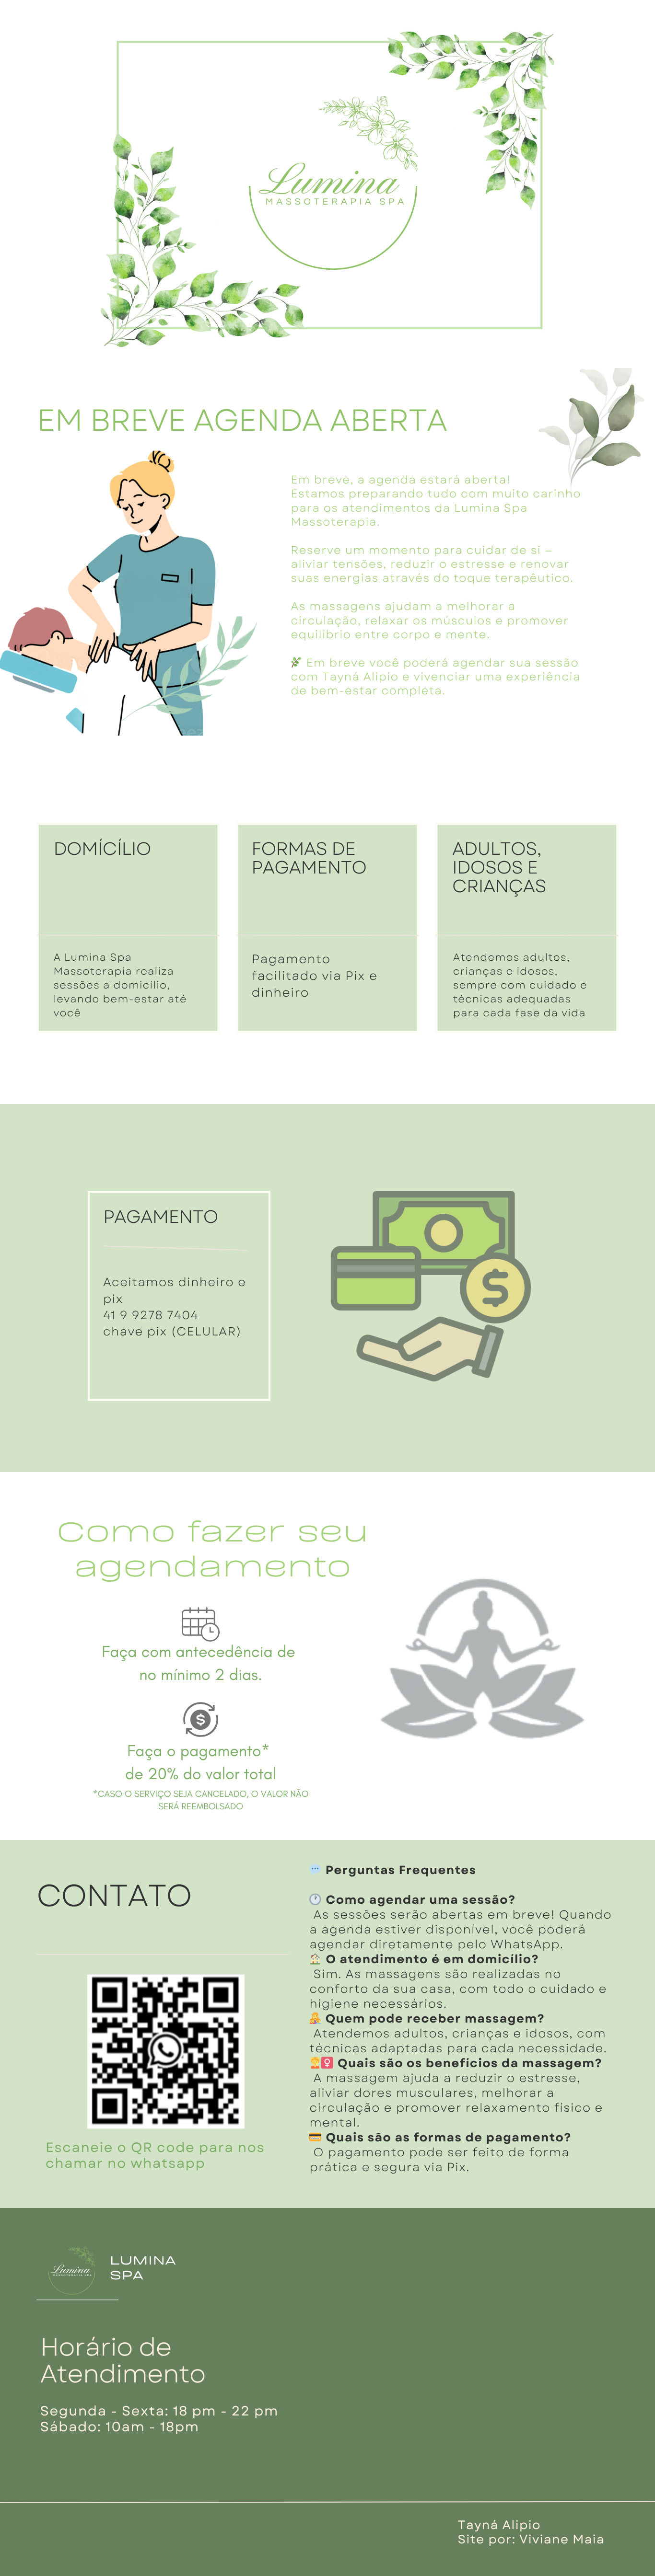 Lumina
MASSOTERAPIA SPA
EM BREVE AGENDA ABERTA
Em breve, a agenda estará aberta!
Estamos preparando tudo com muito carinho
para os atendimentos da Lumina Spa
Massoterapia.
Reserve um momento para cuidar de si –
aliviar tensões, reduzir o estresse e renovar
suas energias através do toque terapêutico.
As massagens ajudam a melhorar a
circulação, relaxar os músculos e promover
equilíbrio entre corpo e mente.
🌿 Em breve você poderá agendar sua sessão
com Tayná Alipio e vivenciar uma experiência
de bem-estar completa.
DOMÍCÍLIO
A Lumina Spa
Massoterapia realiza
sessões a domicílio,
levando bem-estar até
você
FORMAS DE
PAGAMENTO
Pagamento
facilitado via Pix e
dinheiro
ADULTOS,
IDOSOS E
CRIANÇAS
Atendemos adultos,
crianças e idosos,
sempre com cuidado e
técnicas adequadas
para cada fase da vida
PAGAMENTO
Aceitamos dinheiro e
pix
41 9 9278 7404
chave pix (CELULAR)
Como fazer seu
agendamento
Faça com antecedência de
no mínimo 2 dias.
Faça o pagamento*
de 20% do valor total
*CASO O SERVIÇO SEJA CANCELADO, O VALOR NÃO
SERÁ REEMBOLSADO
CONTATO
Escaneie o QR code para nos
chamar no whatsapp
💬 Perguntas Frequentes
🕐 Como agendar uma sessão?
As sessões serão abertas em breve! Quando
a agenda estiver disponível, você poderá
agendar diretamente pelo WhatsApp.
🏠 O atendimento é em domicílio?
Sim. As massagens são realizadas no
conforto da sua casa, com todo o cuidado e
higiene necessários.
Quem pode receber massagem?
Atendemos adultos, crianças e idosos, com
técnicas adaptadas para cada necessidade.
Quais são os benefícios da massagem?
A massagem ajuda a reduzir o estresse,
aliviar dores musculares, melhorar a
circulação e promover relaxamento físico e
mental.
💳 Quais são as formas de pagamento?
O pagamento pode ser feito de forma
prática e segura via Pix.
Lumina
MASSOTERAPIA SPA
LUMINA
SPA
Horário de
Atendimento
Segunda - Sexta: 18 pm - 22 pm
Sábado: 10am - 18pm
Tayná Alipio
Site por: Viviane Maia